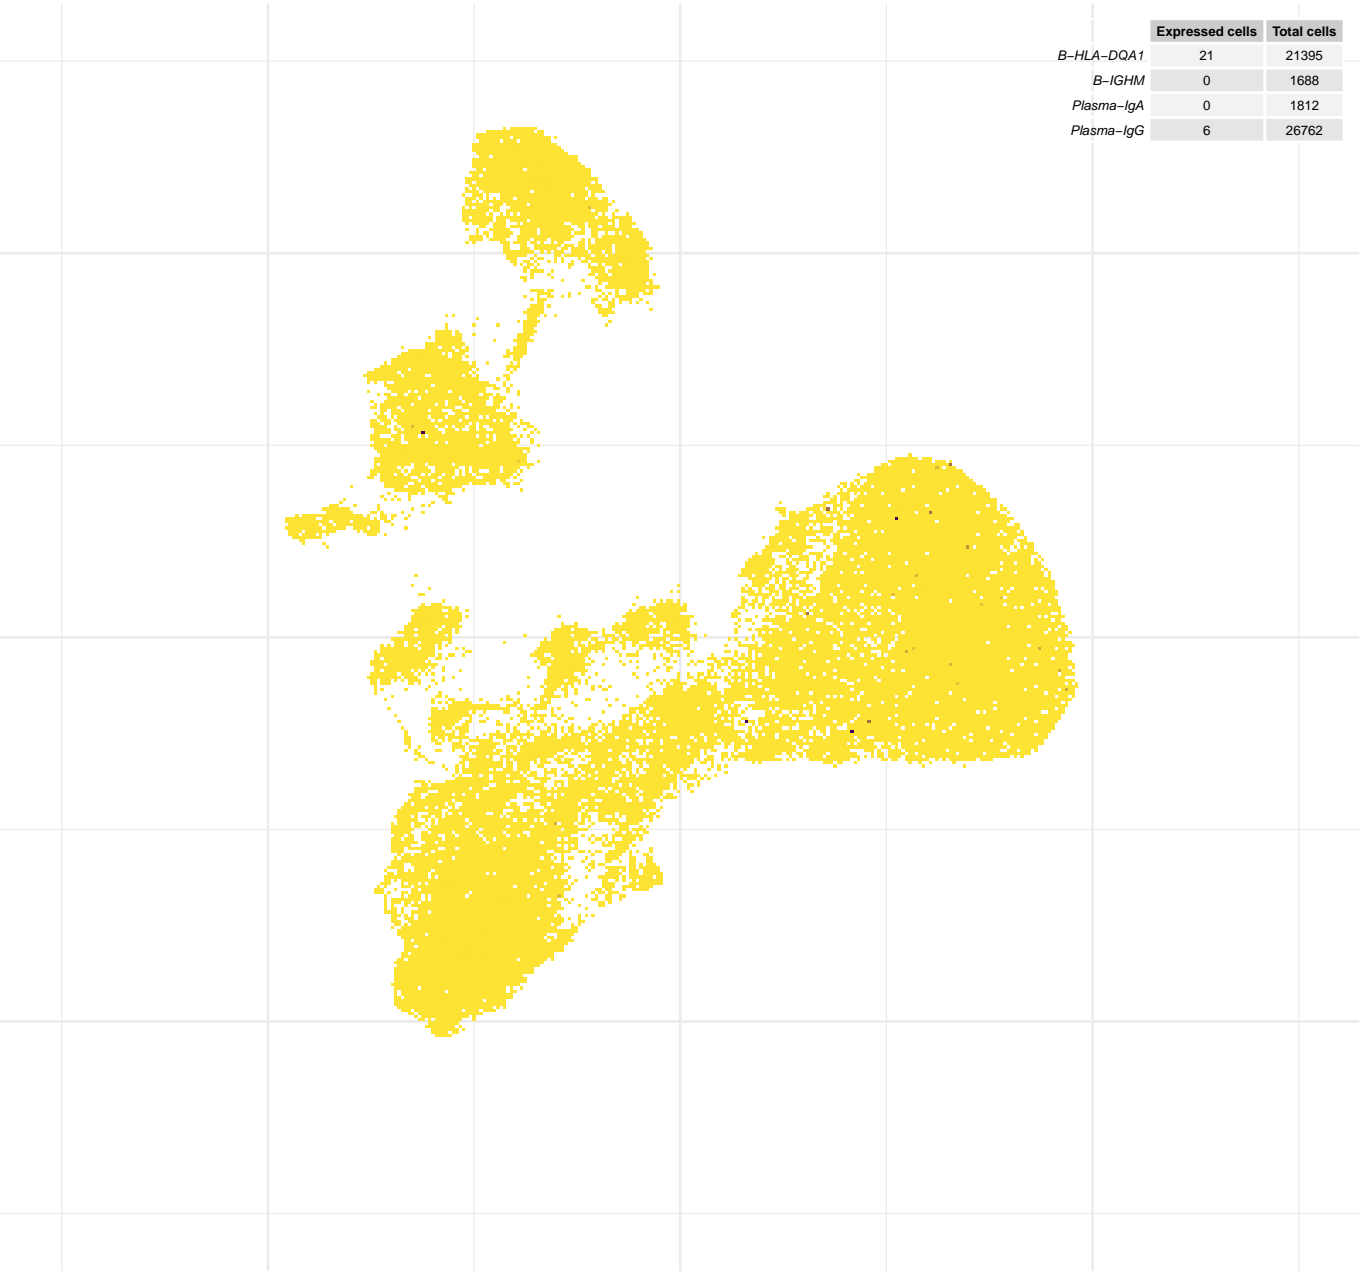 Expressed cells Total cells
B−HLA−DQA1 21 21395
B−IGHM 0 1688
Plasma−IgA 0 1812
Plasma−IgG 6 26762